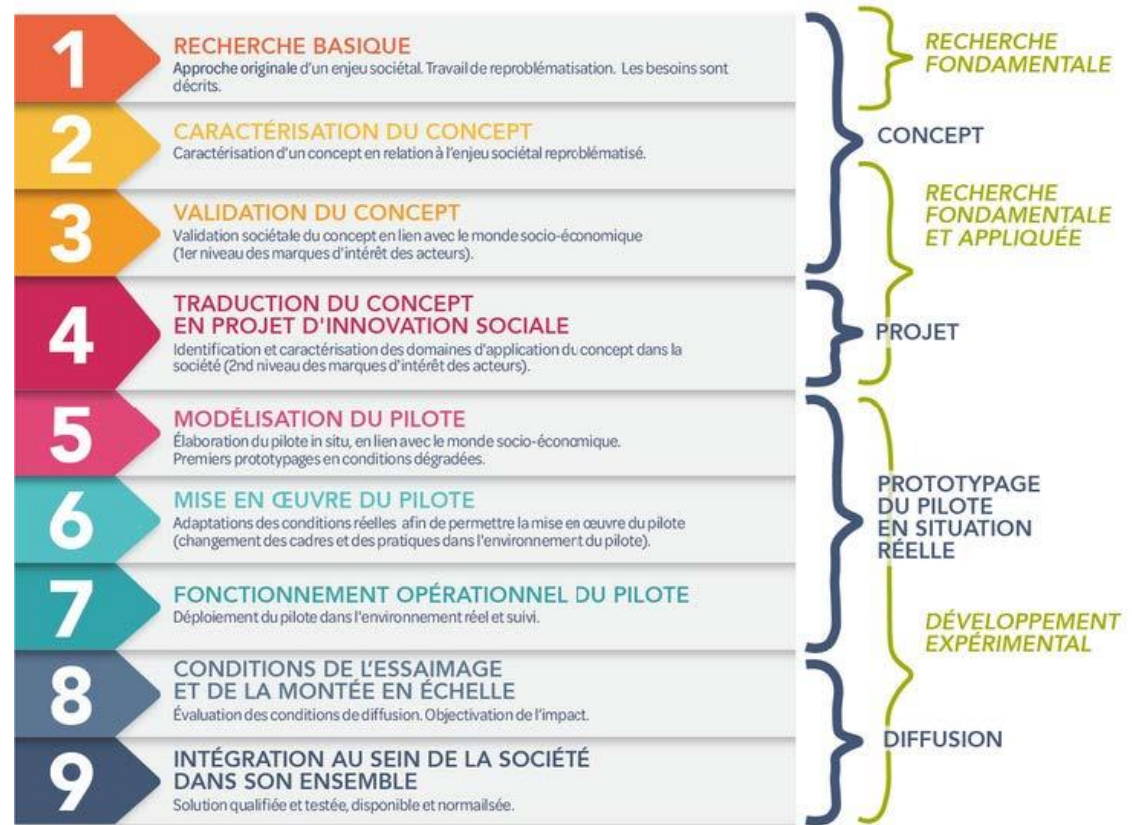 1
RECHERCHE BASIQUE
Approche originale d'un enjeu sociétal. Travail de reproblématisation. Les besoins sont
décrits.
2
CARACTÉRISATION DU CONCEPT
Caractérisation d'un concept en relation à l'enjeu sociétal reproblématisé.
3
VALIDATION DU CONCEPT
Validation sociétale du concept en lien avec le monde socio-économique
(1er niveau des marques d'intérêt des acteurs).
4
TRADUCTION DU CONCEPT
EN PROJET D'INNOVATION SOCIALE
Identification et caractérisation des domaines d'application du concept dans la
société (2nd niveau des marques d'intérêt des acteurs).
5
MODÉLISATION DU PILOTE
Élaboration du pilote in situ, en lien avec le monde socio-économique.
Premiers prototypages en conditions dégradées.
6
MISE EN ŒUVRE DU PILOTE
Adaptations des conditions réelles afin de permettre la mise en œuvre du pilote
(changement des cadres et des pratiques dans l'environnement du pilote).
7
FONCTIONNEMENT OPÉRATIONNEL DU PILOTE
Déploiement du pilote dans l'environnement réel et suivi.
8
CONDITIONS DE L'ESSAIMAGE
ET DE LA MONTÉE EN ÉCHELLE
Évaluation des conditions de diffusion. Objectivation de l'impact.
9
INTÉGRATION AU SEIN DE LA SOCIÉTÉ
DANS SON ENSEMBLE
Solution qualifiée et testée, disponible et normailsée.
CONCEPT
PROJET
PROTOTYPAGE
DU PILOTE
EN SITUATION
RÉELLE
DIFFUSION
RECHERCHE
FONDAMENTALE
RECHERCHE
FONDAMENTALE
ET APPLIQUÉE
DÉVELOPPEMENT
EXPÉRIMENTAL